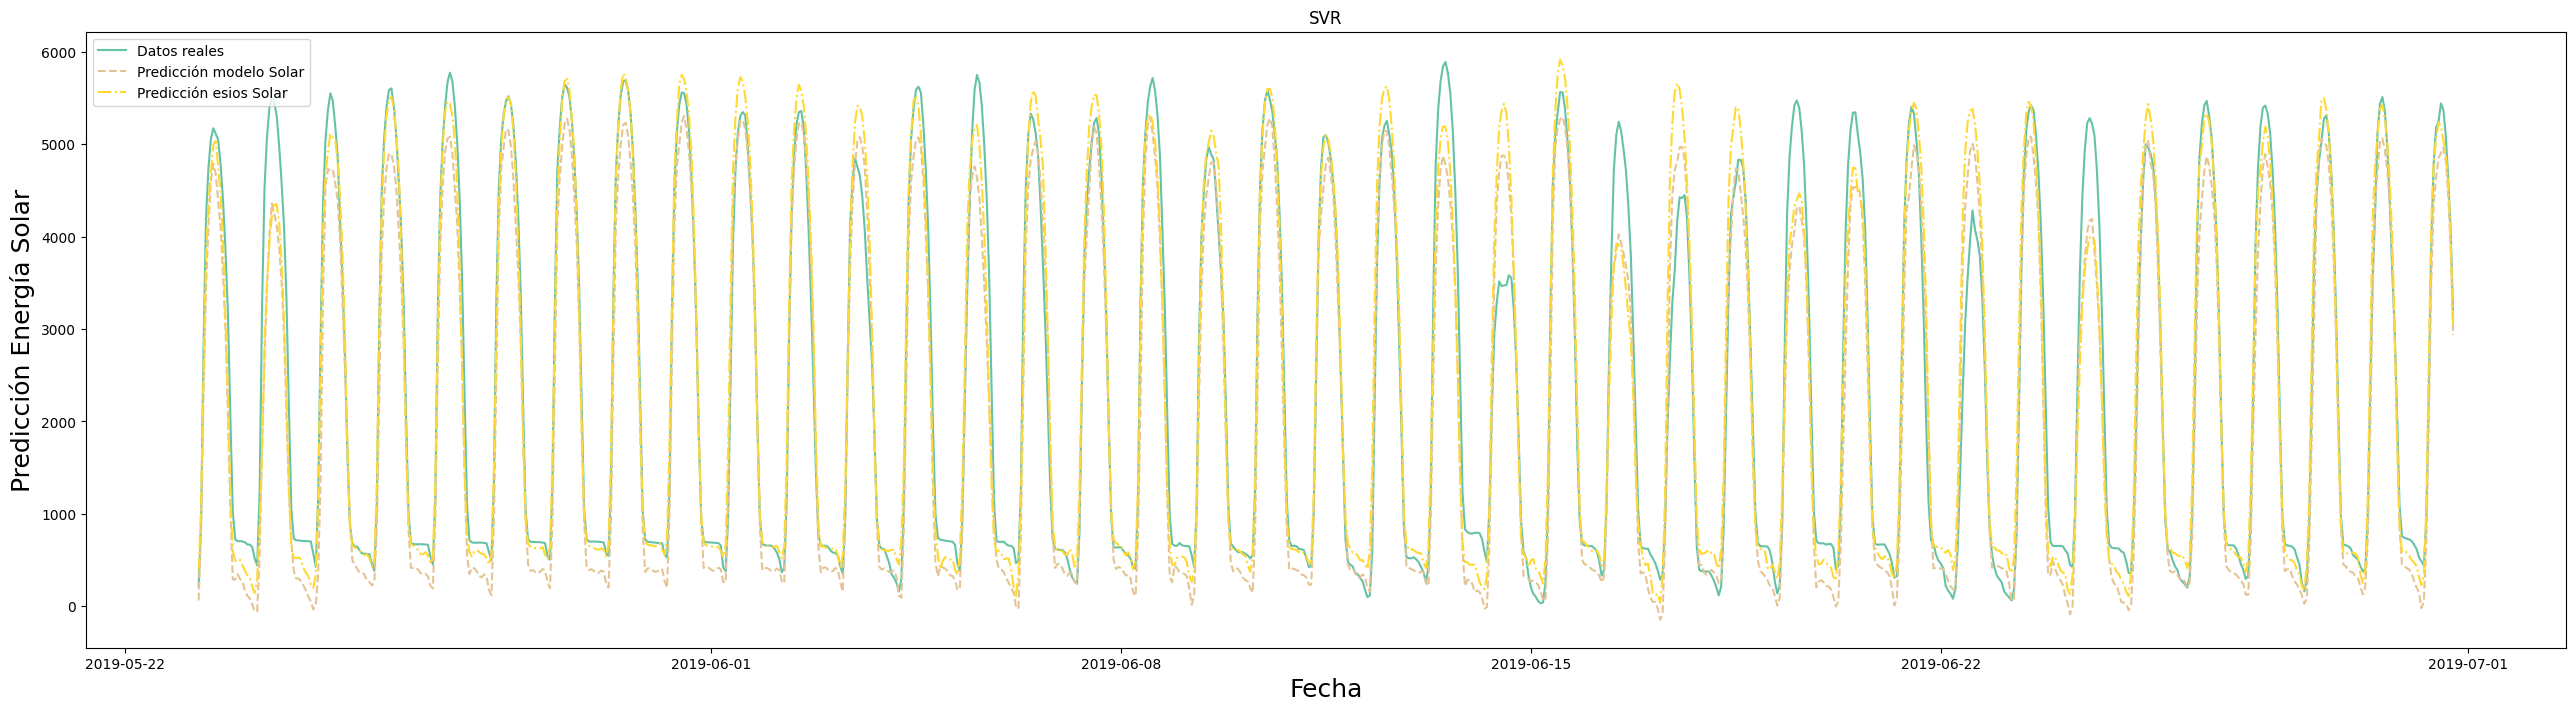 SVR
Datos reales
Predicción modelo Solar
Predicción esios Solar
Predicción Energía Solar
6000
5000
4000
3000
2000
1000
0
2019-05-22
2019-06-01
2019-06-08
2019-06-15
2019-06-22
2019-07-01
Fecha